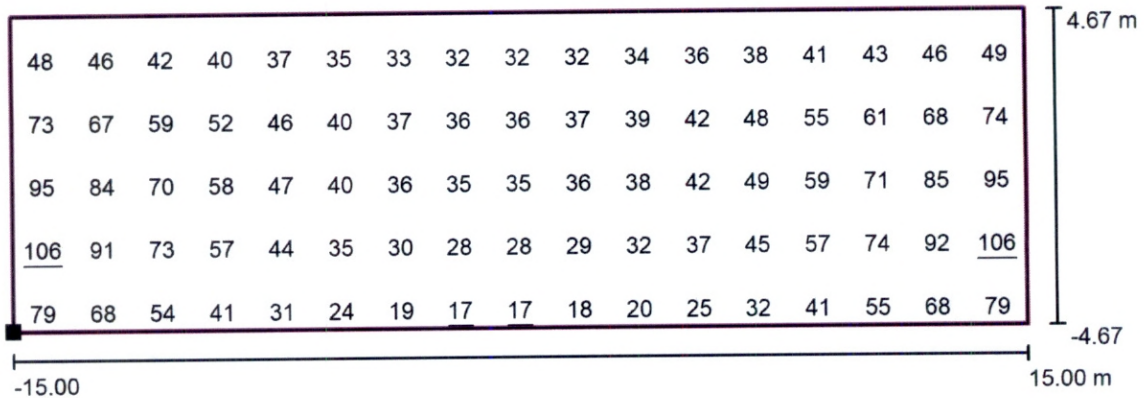 4.67 m
48 46 42 40 37 35 33 32 32 32 34 36 38 41 43 46 49
73 67 59 52 46 40 37 36 36 37 39 42 48 55 61 68 74
95 84 70 58 47 40 36 35 35 36 38 42 49 59 71 85 95
106 91 73 57 44 35 30 28 28 29 32 37 45 57 74 92 106
79 68 54 41 31 24 19 17 17 18 20 25 32 41 55 68 79
-4.67
-15.00 15.00 m